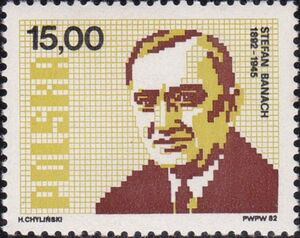 15,00
POLSKA
STEFAN BANACH
1892-1945
H.CHYLIŃSKI
PWPW 82